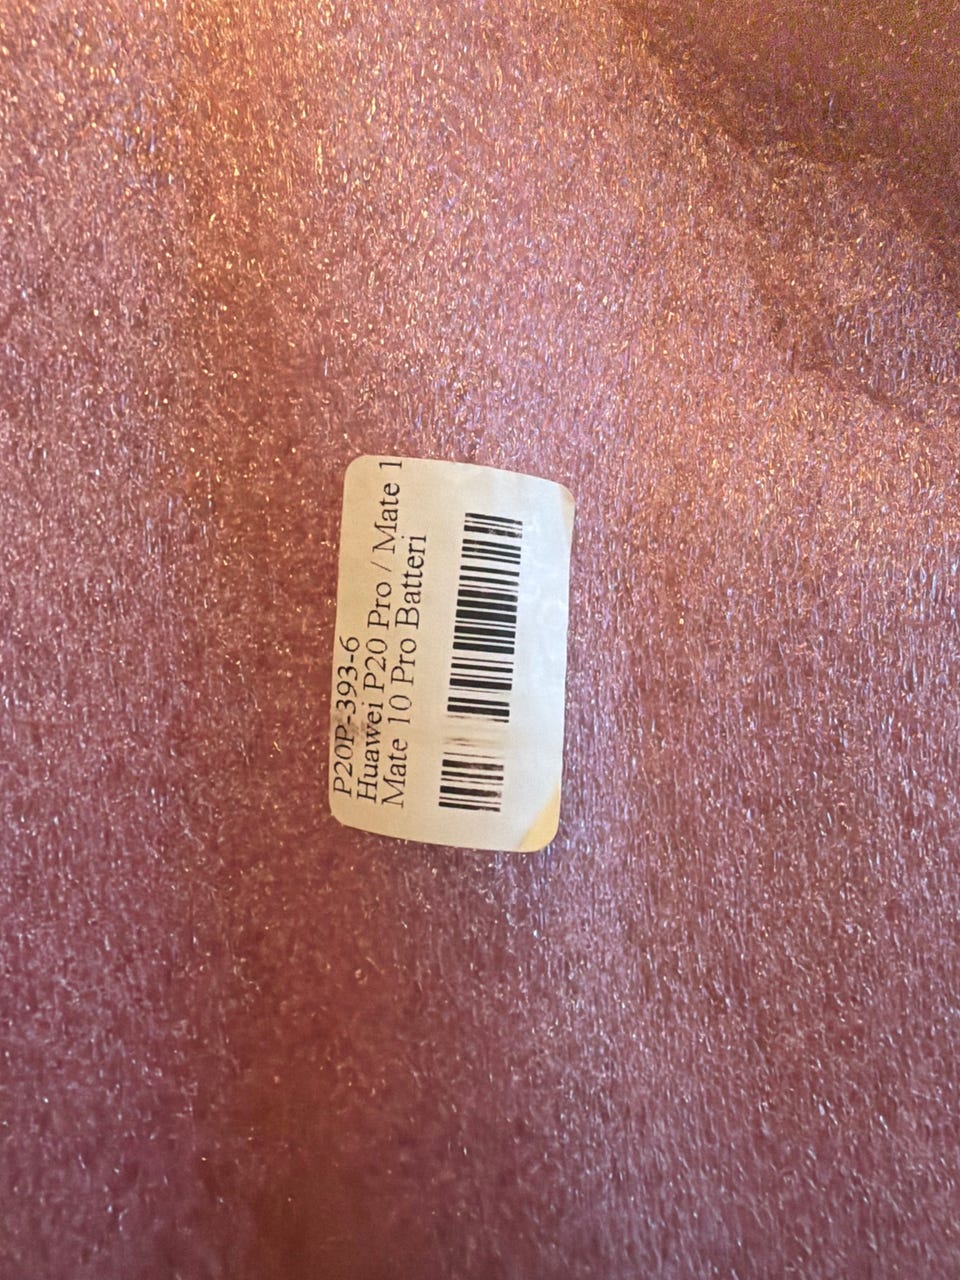 P20P-393-6
Huawei P20 Pro / Mate 1
Mate 10 Pro Batteri